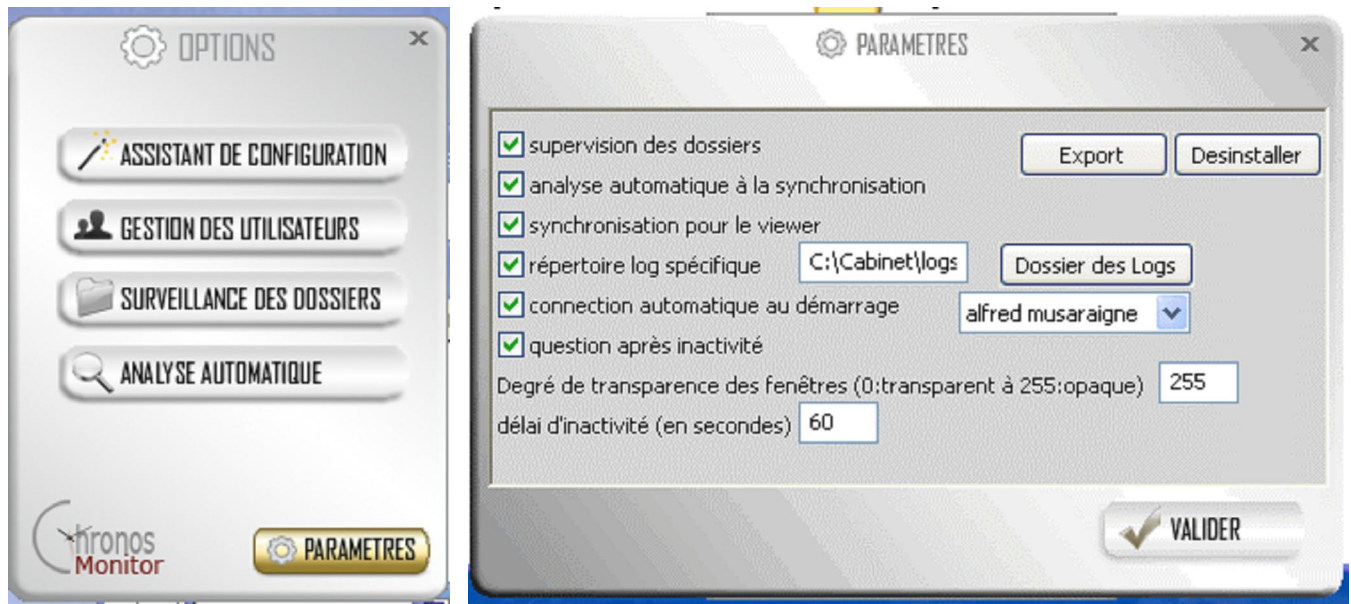 OPTIONS
ASSISTANT DE CONFIGURATION
GESTION DES UTILISATEURS
SURVEILLANCE DES DOSSIERS
ANALYSE AUTOMATIQUE
Chronos
Monitor
PARAMETRES
PARAMETRES
supervision des dossiers
Export
Desinstaller
analyse automatique à la synchronisation
synchronisation pour le viewer
répertoire log spécifique
C:\Cabinet\logs
Dossier des Logs
connection automatique au démarrage
alfred musaraigne
question après inactivité
Degré de transparence des fenêtres (0:transparent à 255:opaque)
255
délai d'inactivité (en secondes)
60
VALIDER